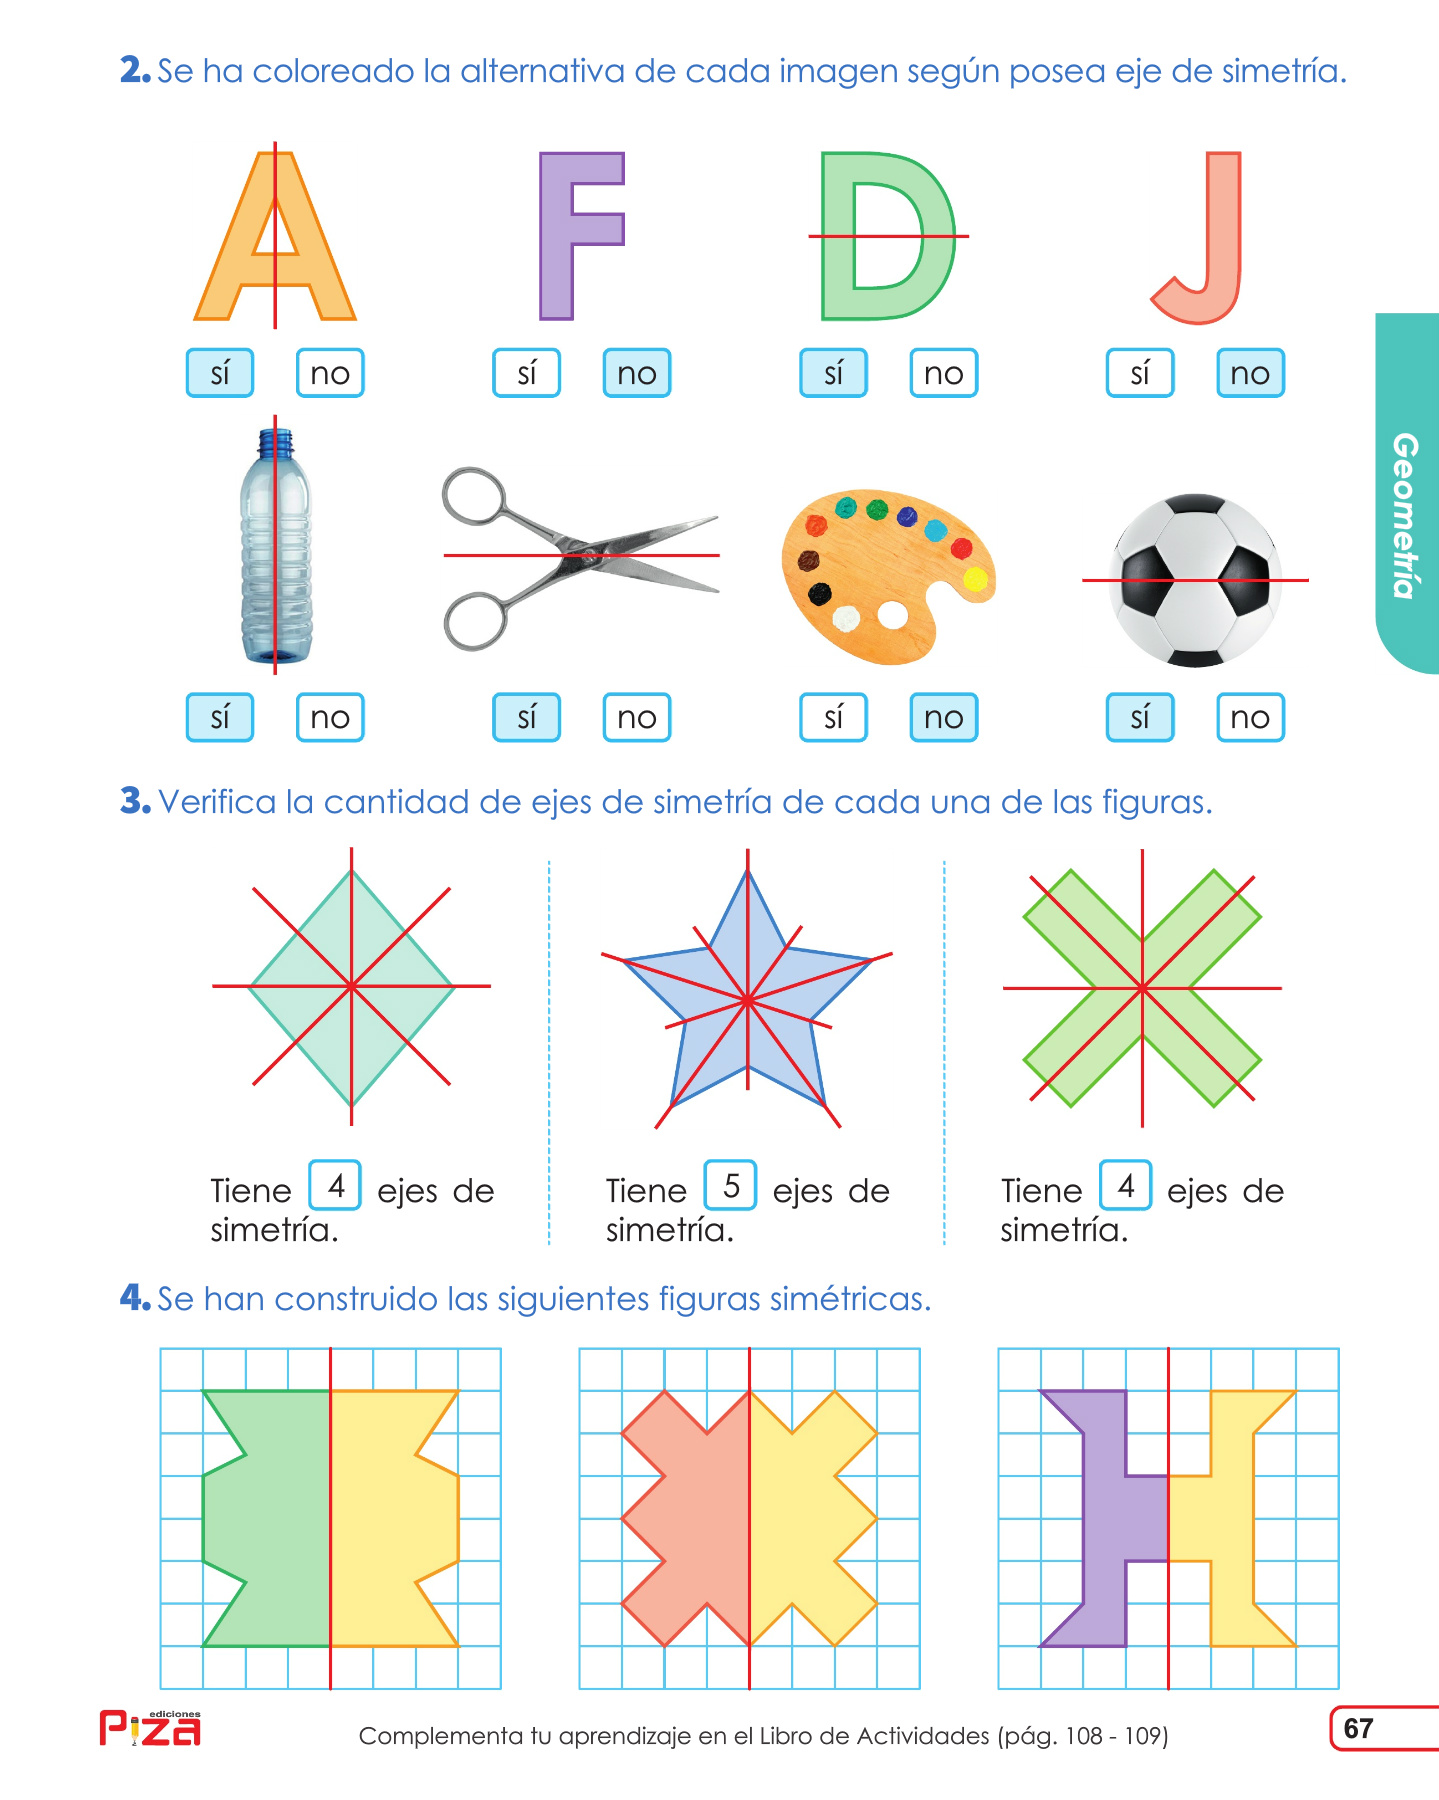 2. Se ha coloreado la alternativa de cada imagen según posea eje de simetría.
A F D J
sí no sí no sí no sí no
sí no sí no sí no sí no
Geometría
3. Verifica la cantidad de ejes de simetría de cada una de las figuras.
Tiene 4 ejes de
simetría.
Tiene 5 ejes de
simetría.
Tiene 4 ejes de
simetría.
4. Se han construido las siguientes figuras simétricas.
ediciones
Piza
Complementa tu aprendizaje en el Libro de Actividades (pág. 108 - 109)
67